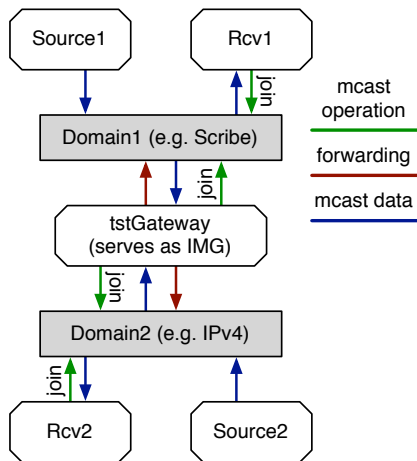 Source1
Rcv1
join
mcast
operation
Domain1 (e.g. Scribe)
forwarding
join
mcast data
tstGateway
(serves as IMG)
join
Domain2 (e.g. IPv4)
join
Rcv2
Source2